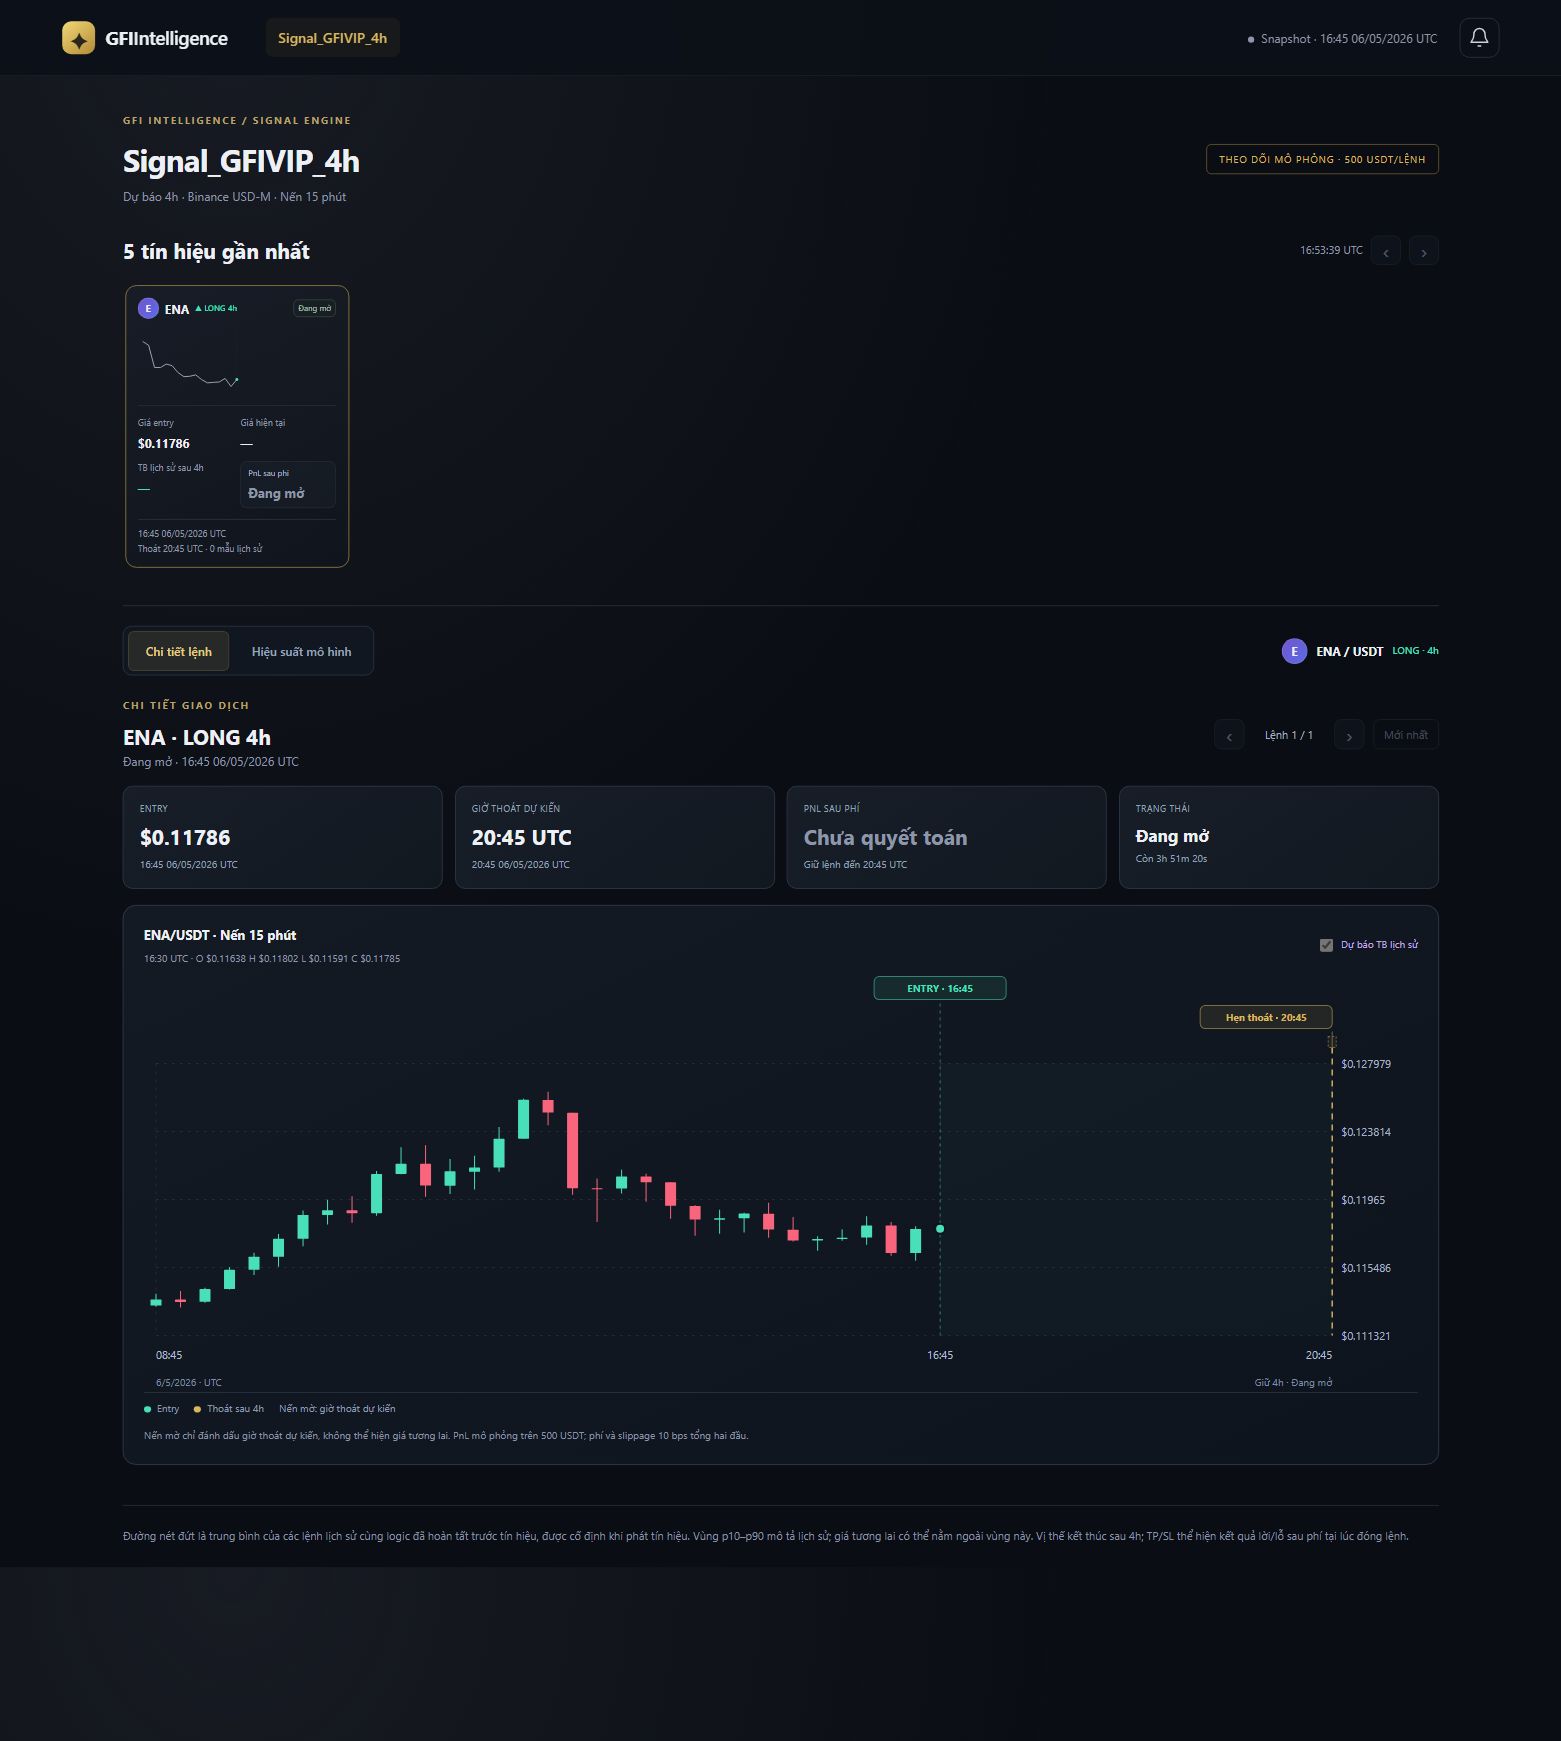 GFIIntelligence
Signal_GFIVIP_4h
Snapshot · 16:45 06/05/2026 UTC
GFI INTELLIGENCE / SIGNAL ENGINE
Signal_GFIVIP_4h
THEO DÕI MÔ PHỎNG · 500 USDT/LỆNH
Dự báo 4h · Binance USD-M · Nến 15 phút
5 tín hiệu gần nhất
16:53:39 UTC
‹ ›
E ENA ▲ LONG 4h Đang mở
Giá entry Giá hiện tại
$0.11786 —
TB lịch sử sau 4h PnL sau phí
— Đang mở
16:45 06/05/2026 UTC
Thoát 20:45 UTC · 0 mẫu lịch sử
Chi tiết lệnh Hiệu suất mô hình
E ENA / USDT LONG · 4h
CHI TIẾT GIAO DỊCH
ENA · LONG 4h
‹ Lệnh 1 / 1 › Mới nhất
Đang mở · 16:45 06/05/2026 UTC
ENTRY
$0.11786
16:45 06/05/2026 UTC
GIỜ THOÁT DỰ KIẾN
20:45 UTC
20:45 06/05/2026 UTC
PNL SAU PHÍ
Chưa quyết toán
Giữ lệnh đến 20:45 UTC
TRẠNG THÁI
Đang mở
Còn 3h 51m 20s
ENA/USDT · Nến 15 phút
16:30 UTC · O $0.11638 H $0.11802 L $0.11591 C $0.11785
Dự báo TB lịch sử
ENTRY · 16:45
Hẹn thoát · 20:45
$0.127979
$0.123814
$0.11965
$0.115486
$0.111321
08:45 16:45 20:45
6/5/2026 · UTC
Giữ 4h · Đang mở
Entry Thoát sau 4h Nến mờ: giờ thoát dự kiến
Nến mờ chỉ đánh dấu giờ thoát dự kiến, không thể hiện giá tương lai. PnL mô phỏng trên 500 USDT; phí và slippage 10 bps tổng hai đầu.
Đường nét đứt là trung bình của các lệnh lịch sử cùng logic đã hoàn tất trước tín hiệu, được cố định khi phát tín hiệu. Vùng p10–p90 mô tả lịch sử; giá tương lai có thể nằm ngoài vùng này. Vị thế kết thúc sau 4h; TP/SL thể hiện kết quả lời/lỗ sau phí tại lúc đóng lệnh.